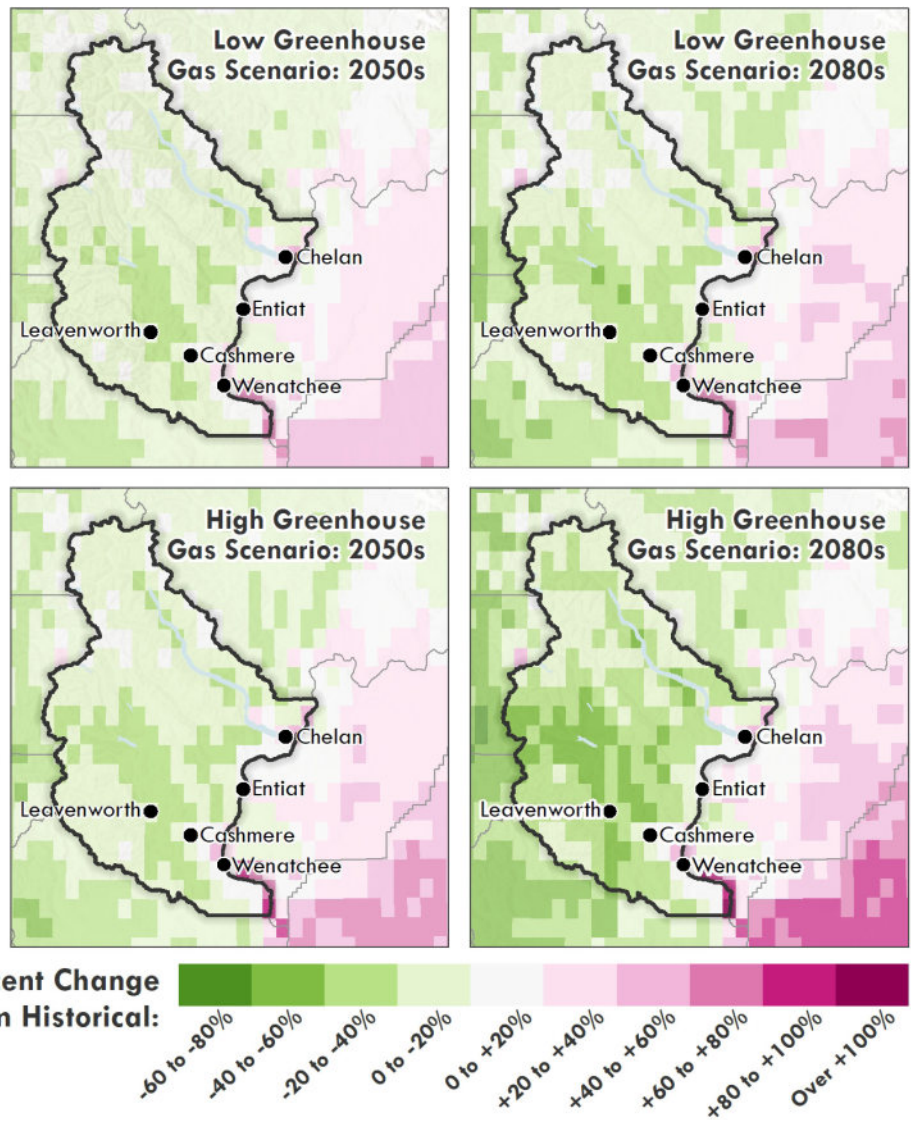 Low Greenhouse
Gas Scenario: 2050s
Chelan
Entiat
Leavenworth
Cashmere
Wenatchee
Low Greenhouse
Gas Scenario: 2080s
Chelan
Entiat
Leavenworth
Cashmere
Wenatchee
High Greenhouse
Gas Scenario: 2050s
Chelan
Entiat
Leavenworth
Cashmere
Wenatchee
High Greenhouse
Gas Scenario: 2080s
Chelan
Entiat
Leavenworth
Cashmere
Wenatchee
Change
Historical:
-60 to -80%
-40 to -60%
-20 to -40%
0 to -20%
0 to +20%
+20 to +40%
+40 to +60%
+60 to +80%
+80 to +100%
Over +100%